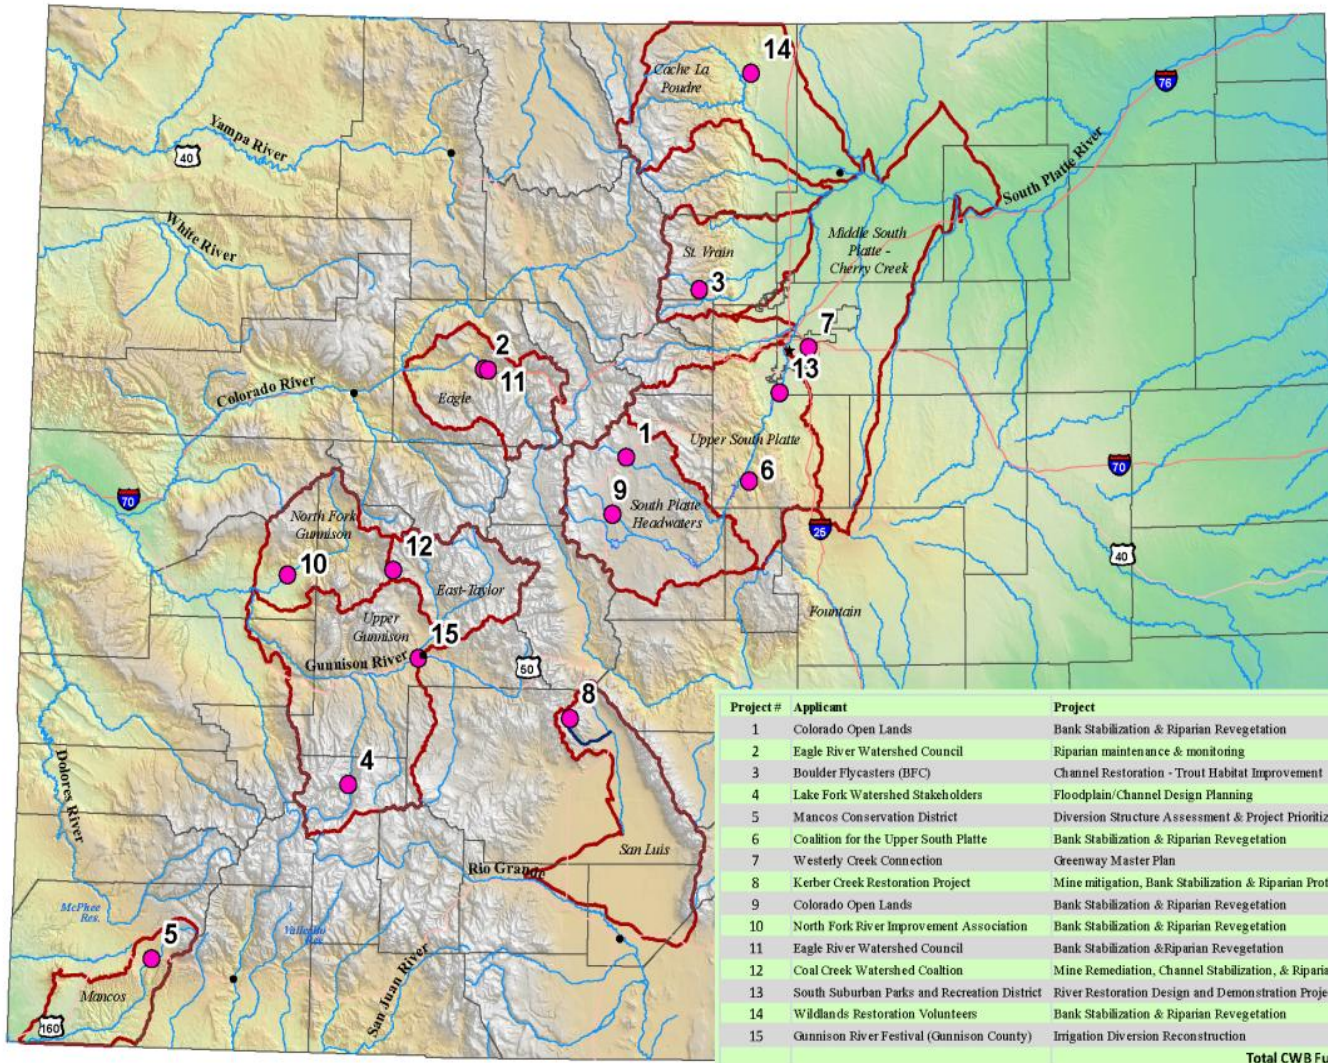 14
Cache La
Poudre
76
Yampa River
40
South Platte River
White River
St. Vrain
Middle South
Platte -
Cherry Creek
3
7
2
11
13
Eagle
Colorado River
1
Upper South Platte
6
70
70
9
South Platte
Headwaters
North Fork
Gunnison
25
40
12
10
East-Taylor
Fountain
Upper
Gunnison
15
Gunnison River
50
8
4
Dolores River
San Luis
Rio Grande
McPhee
Res.
Vallecito
Res.
5
San Juan River
Mancos
160
Project # Applicant Project
1 Colorado Open Lands Bank Stabilization & Riparian Revegetation
2 Eagle River Watershed Council Riparian maintenance & monitoring
3 Boulder Flycasters (BFC) Channel Restoration - Trout Habitat Improvement
4 Lake Fork Watershed Stakeholders Floodplain/Channel Design Planning
5 Mancos Conservation District Diversion Structure Assessment & Project Prioritiz
6 Coalition for the Upper South Platte Bank Stabilization & Riparian Revegetation
7 Westerly Creek Connection Greenway Master Plan
8 Kerber Creek Restoration Project Mine mitigation, Bank Stabilization & Riparian Prot
9 Colorado Open Lands Bank Stabilization & Riparian Revegetation
10 North Fork River Improvement Association Bank Stabilization & Riparian Revegetation
11 Eagle River Watershed Council Bank Stabilization &Riparian Revegetation
12 Coal Creek Watershed Coaltion Mine Remediation, Channel Stabilization, & Riparia
13 South Suburban Parks and Recreation District River Restoration Design and Demonstration Proje
14 Wildlands Restoration Volunteers Bank Stabilization & Riparian Revegetation
15 Gunnison River Festival (Gunnison County) Irrigation Diversion Reconstruction
Total CWB Fu